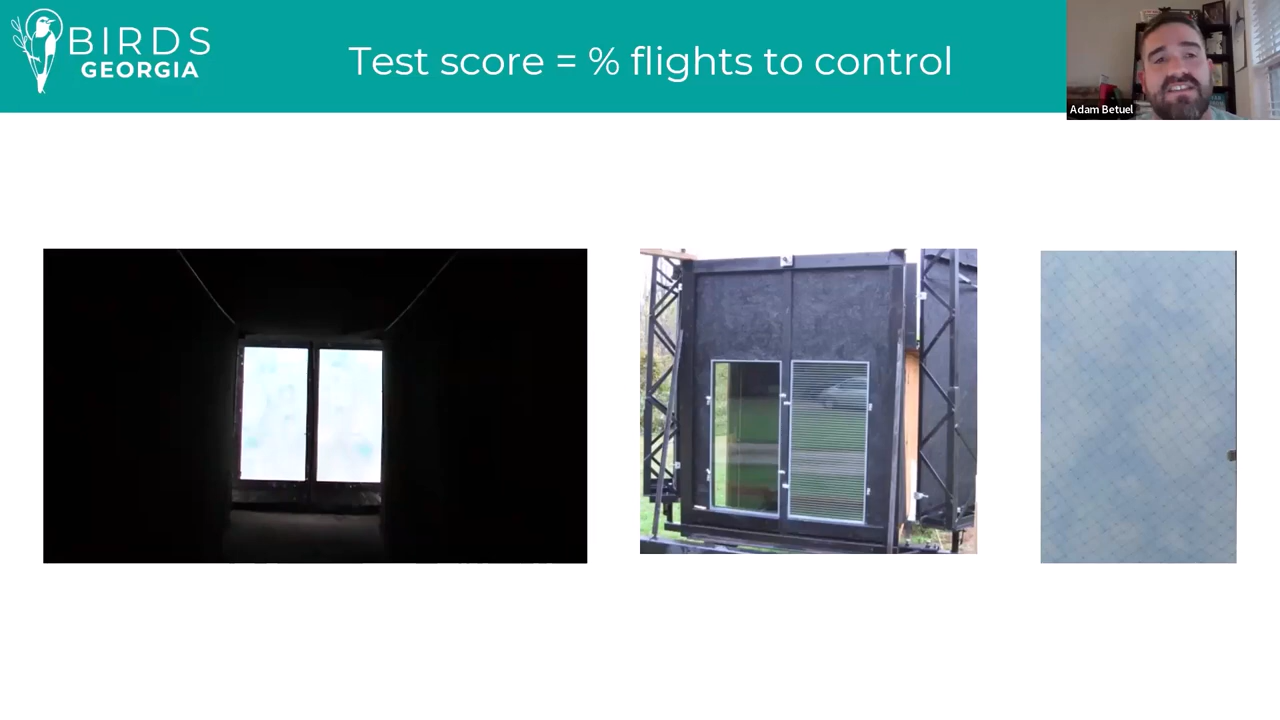 BIRDS
GEORGIA
Test score = % flights to control
Adam Betuel